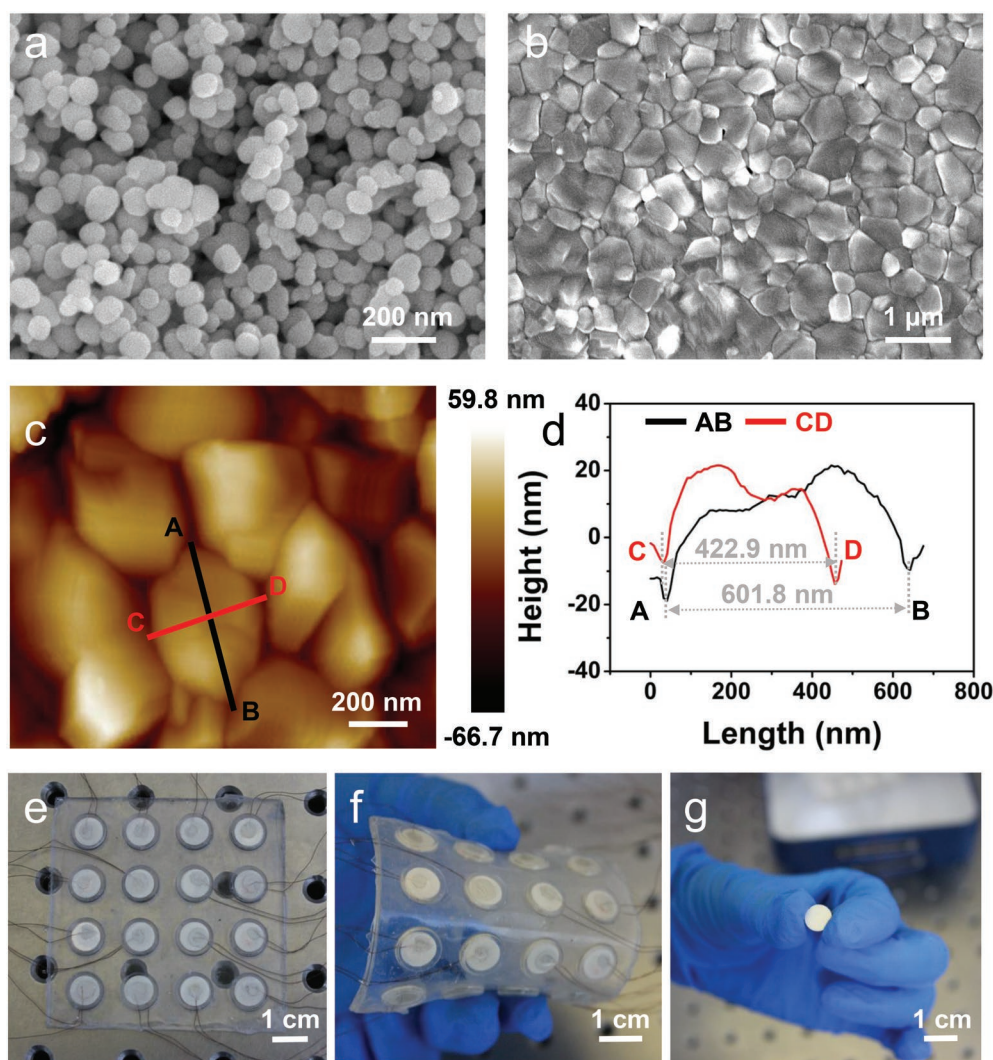 a
200 nm
b
1 µm
c
A
B
C
D
200 nm
59.8 nm
-66.7 nm
d
AB
CD
Height (nm)
40
20
0
-20
-40
C
422.9 nm
D
A
601.8 nm
B
0
200
400
600
800
Length (nm)
e
1 cm
f
1 cm
g
1 cm